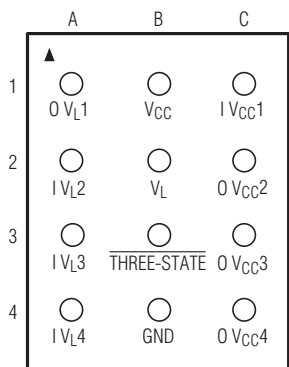 A B C
1
O VL1 VCC I VCC1
2
I VL2 VL O VCC2
3
I VL3 THREE-STATE O VCC3
4
I VL4 GND O VCC4